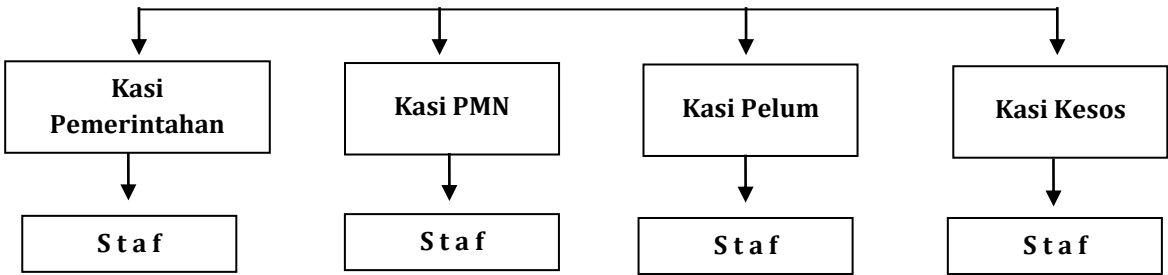 Kasi
Pemerintahan
Kasi PMN
Kasi Pelum
Kasi Kesos
S t a f
S t a f
S t a f
S t a f